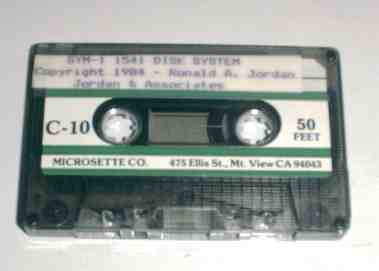 SYM-1 1541 DISK SYSTEM
Copyright 1984 - Ronald A. Jordan
Jordan & Associates
C-10
50
FEET
MICROSETTE CO. 475 Ellis St., Mt. View CA 94043